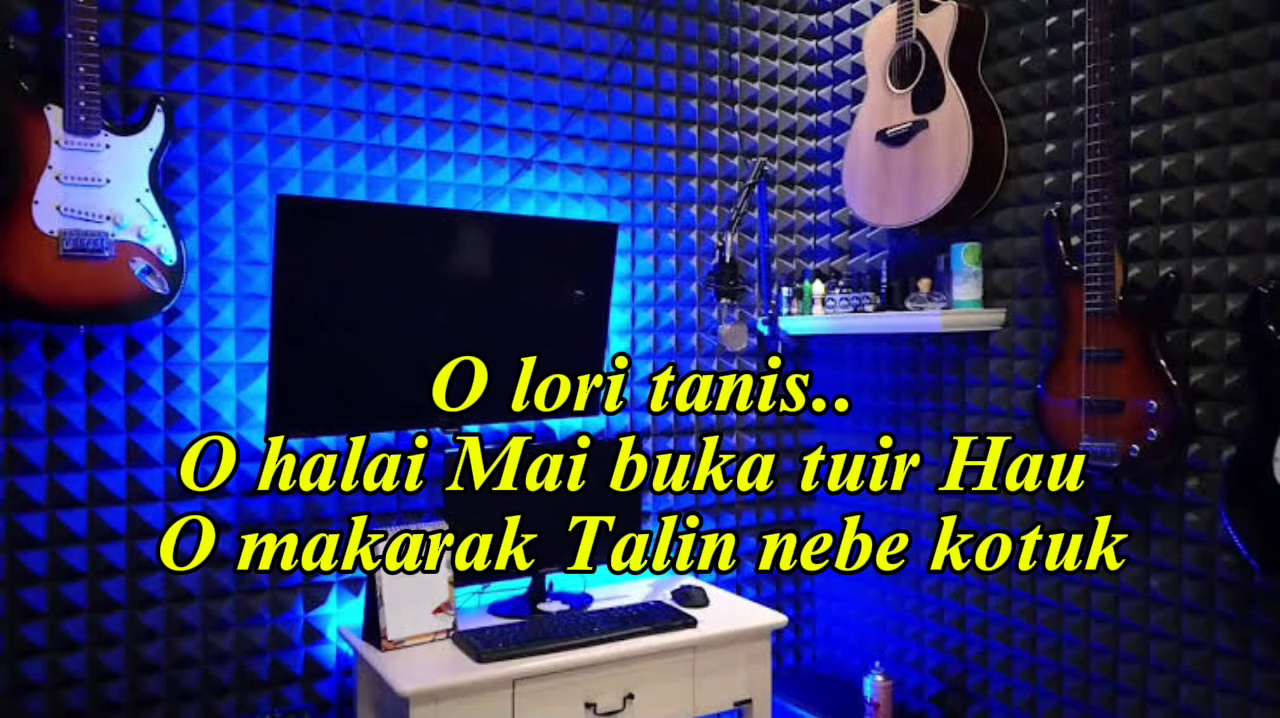 O lori tanis..
O halai Mai buka tuir Hau
O makarak Talin nebe kotuk